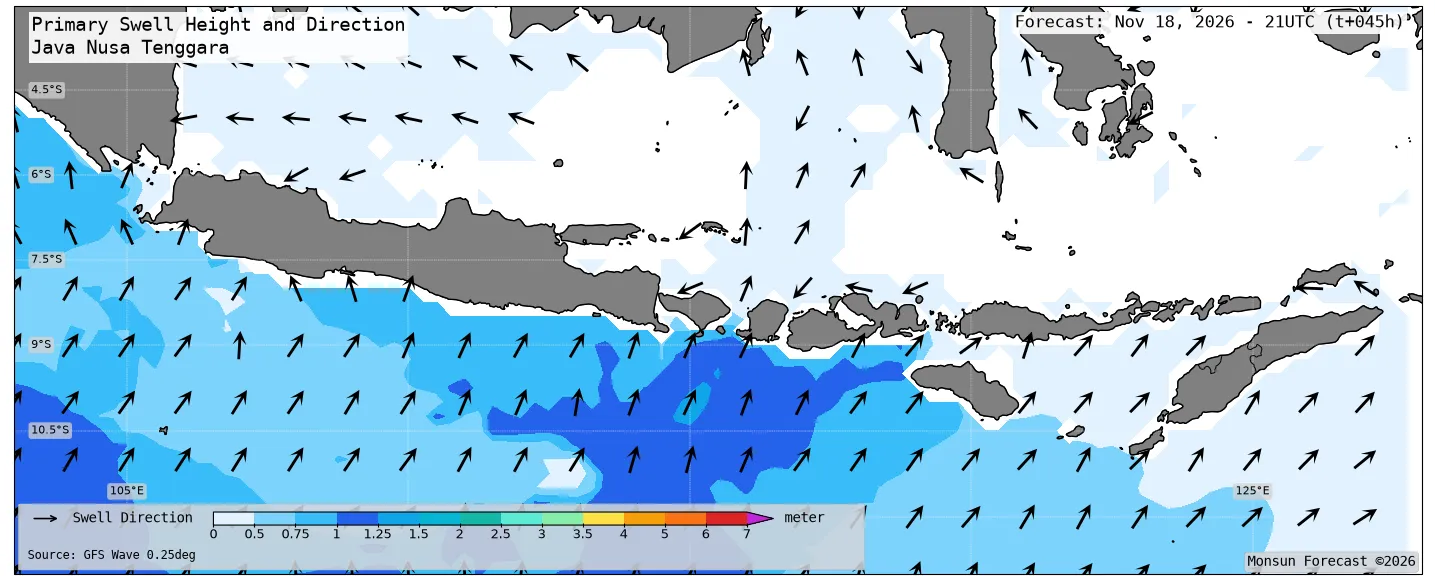 Primary Swell Height and Direction
Java Nusa Tenggara
Forecast: Nov 18, 2026 - 21UTC (t+045h)
4.5°S
6°S
7.5°S
9°S
10.5°S
105°E
125°E
Swell Direction
0 0.5 0.75 1 1.25 1.5 2 2.5 3 3.5 4 5 6 7
meter
Source: GFS Wave 0.25deg
Monsun Forecast ©2026